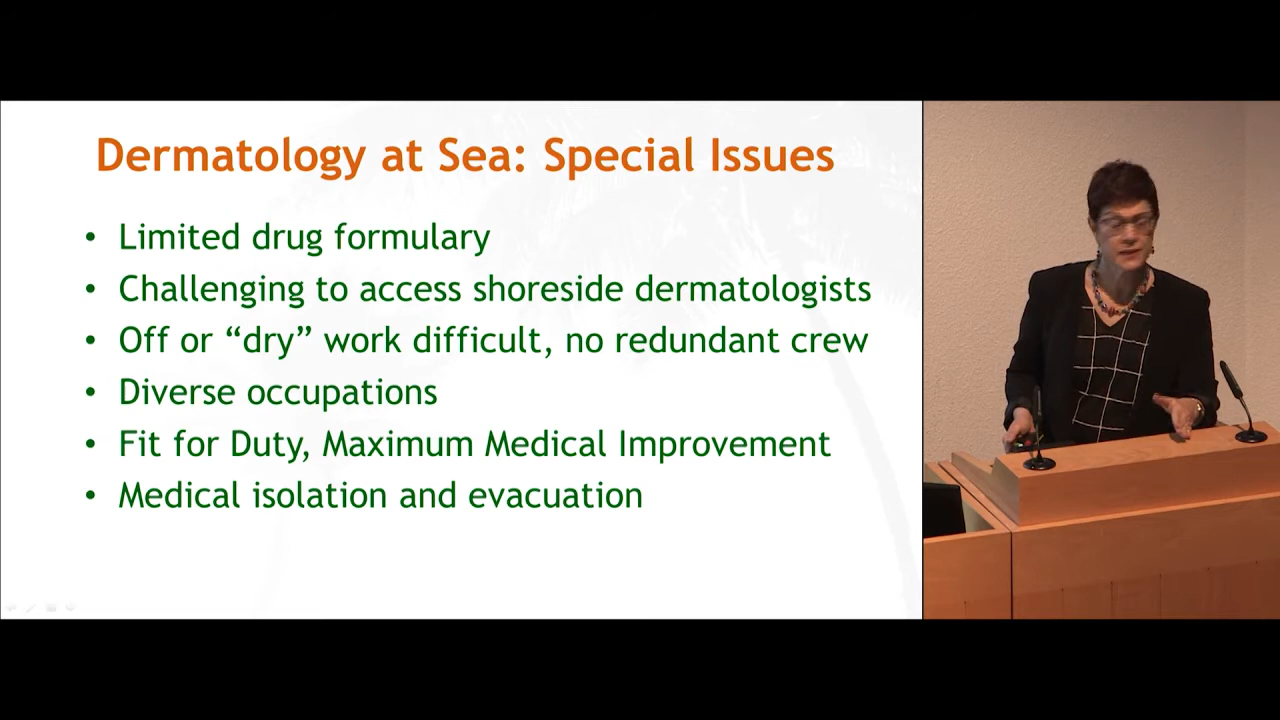 Dermatology at Sea: Special Issues
• Limited drug formulary
• Challenging to access shoreside dermatologists
• Off or “dry” work difficult, no redundant crew
• Diverse occupations
• Fit for Duty, Maximum Medical Improvement
• Medical isolation and evacuation